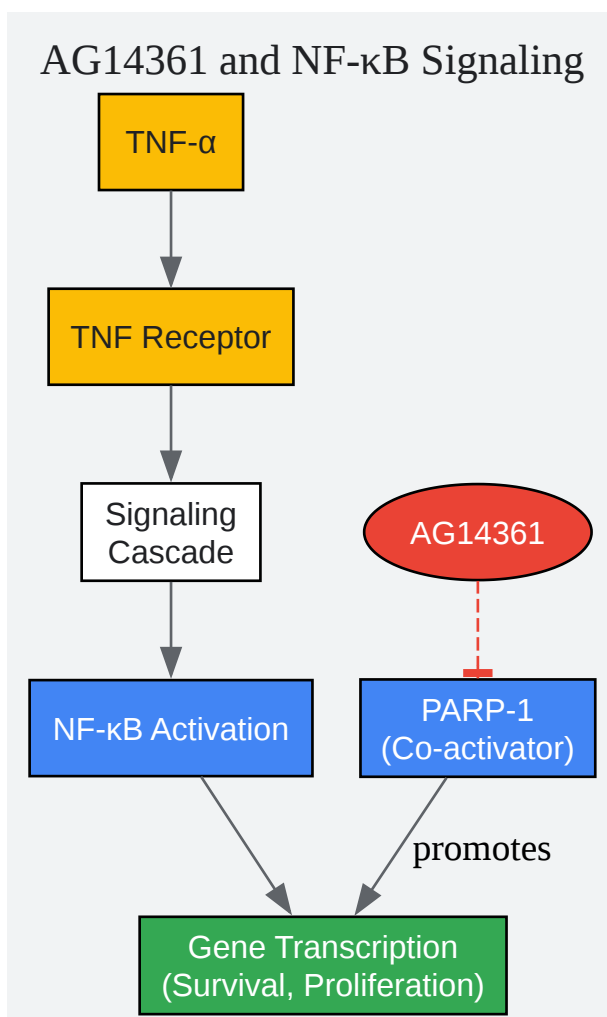 AG14361 and NF-κB Signaling
TNF-α
TNF Receptor
Signaling
Cascade
AG14361
NF-κB Activation
PARP-1
(Co-activator)
promotes
Gene Transcription
(Survival, Proliferation)